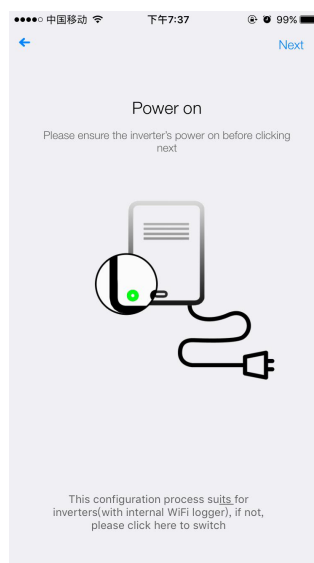 中国移动 下午7:37 99%
Next
Power on
Please ensure the inverter's power on before clicking
next
This configuration process suits for
inverters(with internal WiFi logger), if not,
please click here to switch